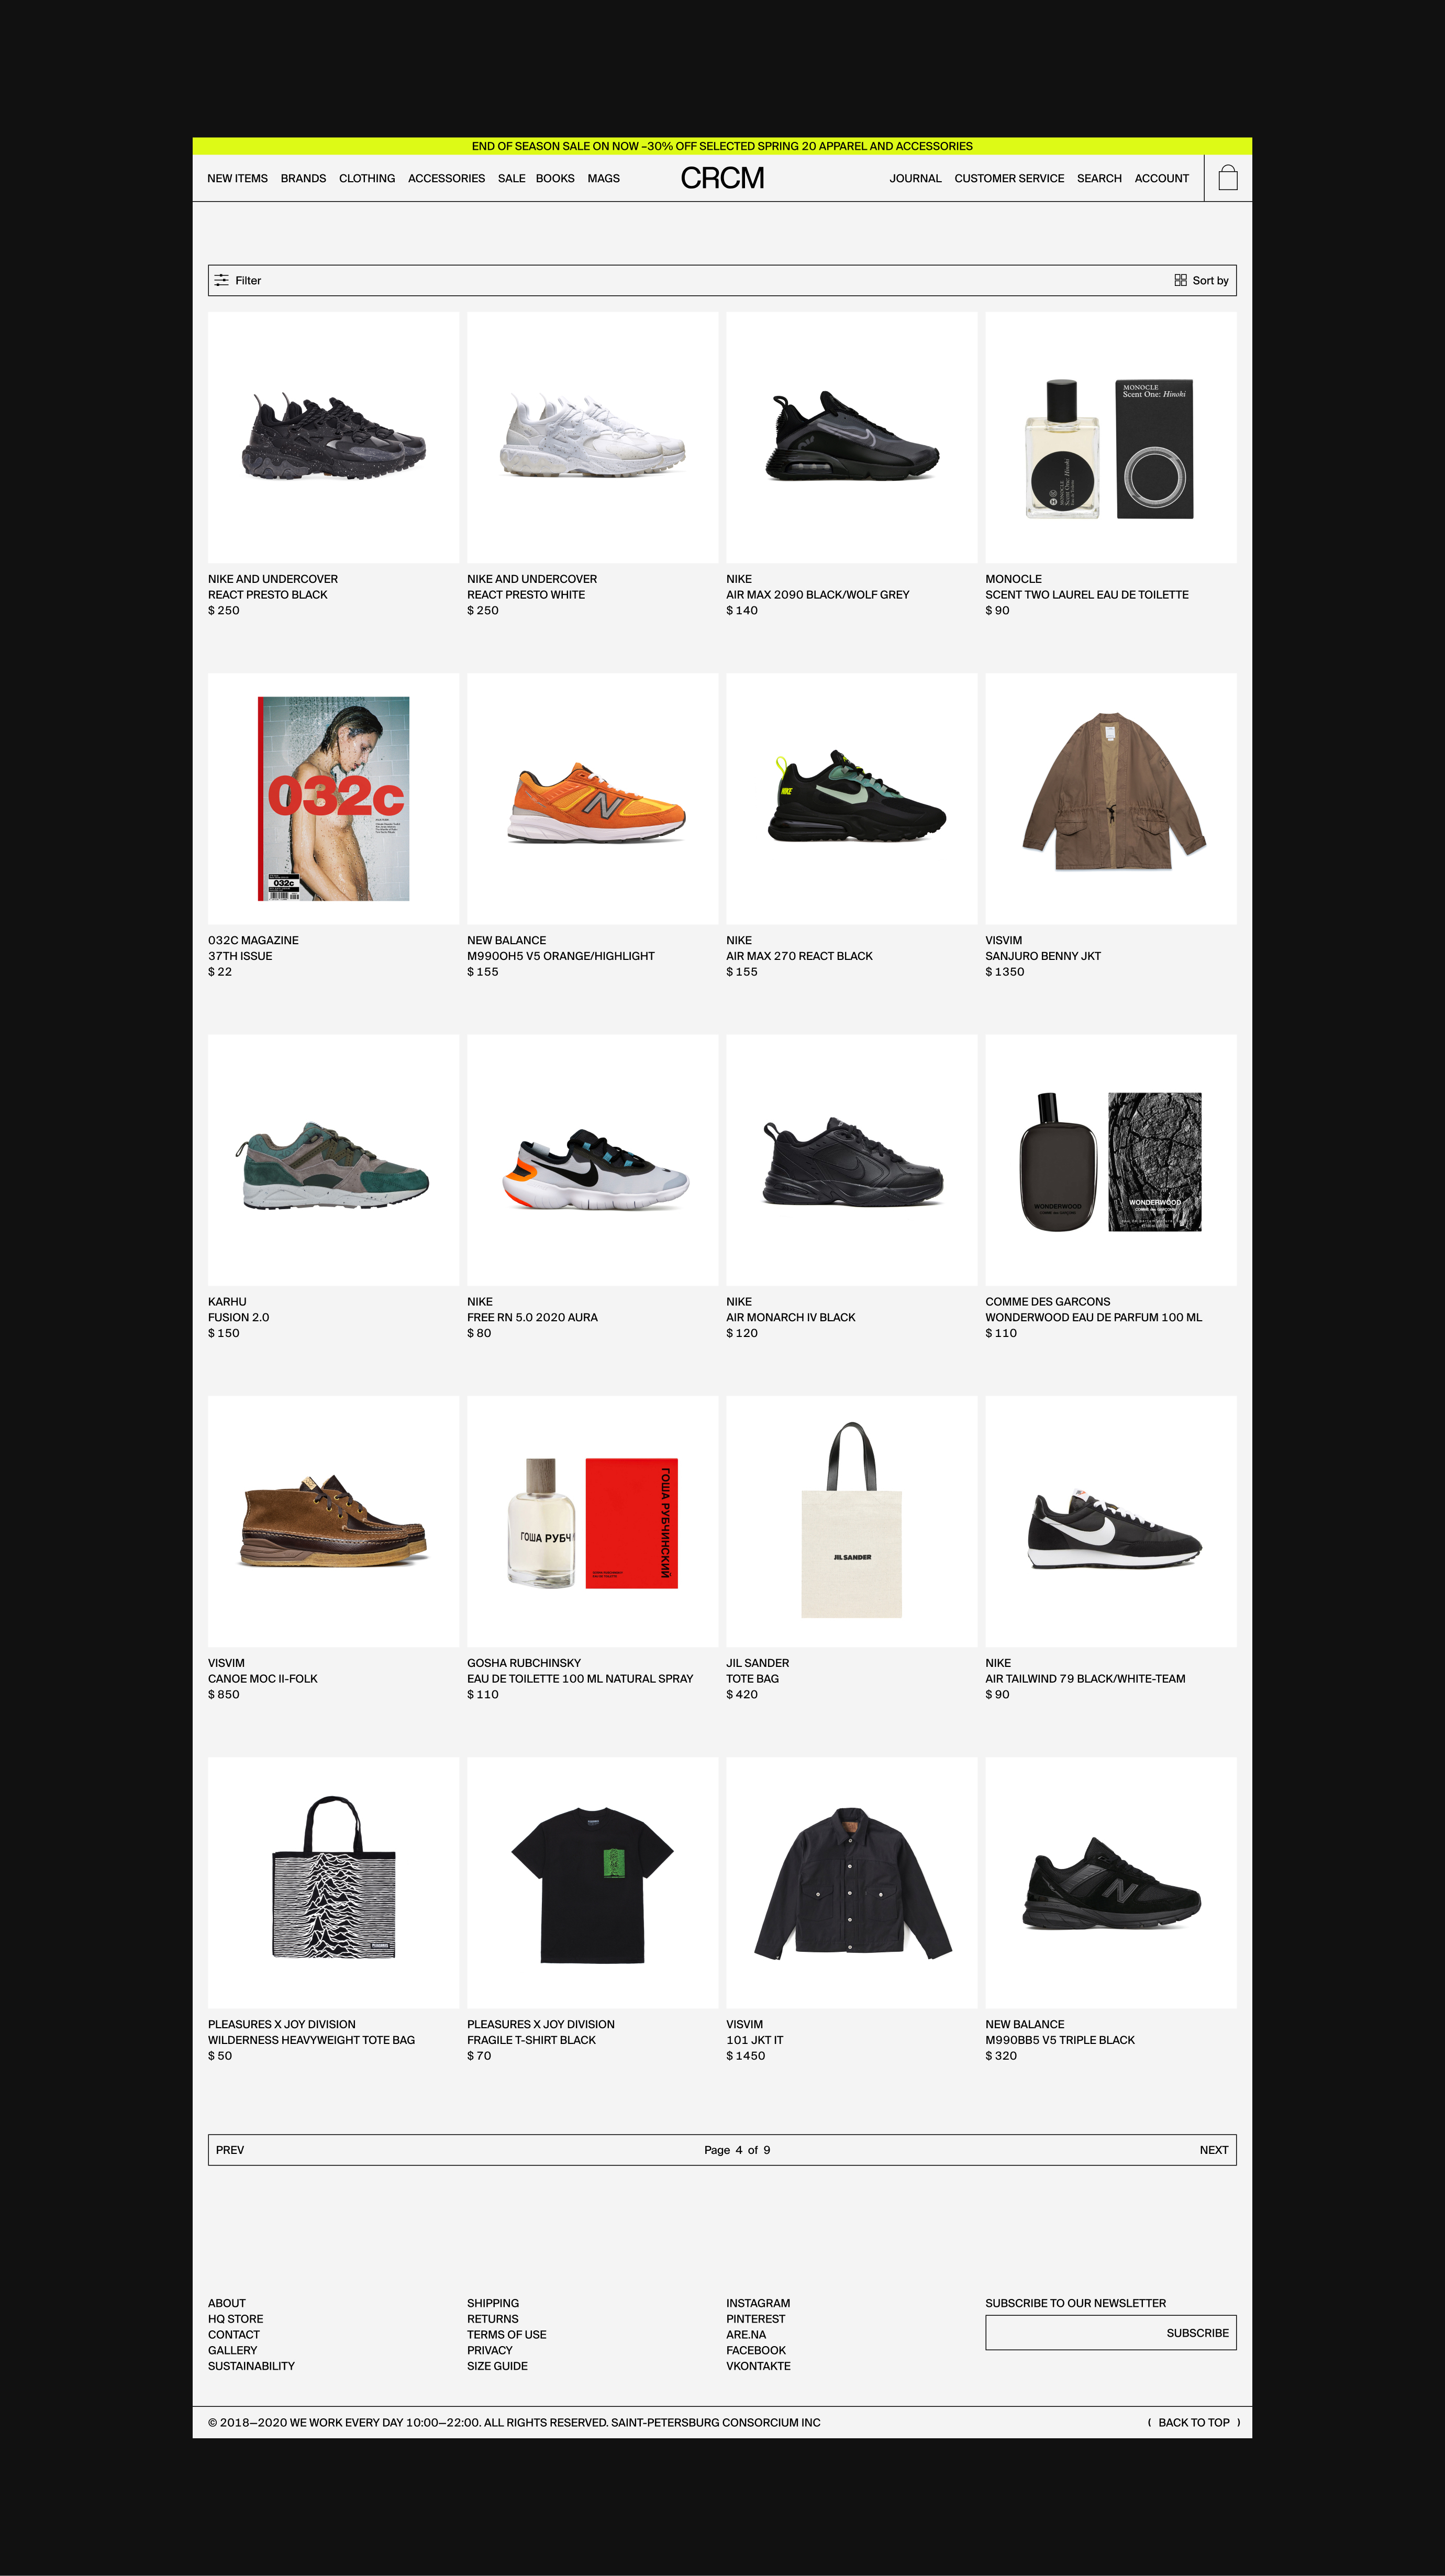 END OF SEASON SALE ON NOW –30% OFF SELECTED SPRING 20 APPAREL AND ACCESSORIES
NEW ITEMS BRANDS CLOTHING ACCESSORIES SALE BOOKS MAGS CRCM JOURNAL CUSTOMER SERVICE SEARCH ACCOUNT
Filter Sort by
MONOCLE
Scent One: Hinoki
NIKE AND UNDERCOVER
REACT PRESTO BLACK
$ 250
NIKE AND UNDERCOVER
REACT PRESTO WHITE
$ 250
NIKE
AIR MAX 2090 BLACK/WOLF GREY
$ 140
MONOCLE
SCENT TWO LAUREL EAU DE TOILETTE
$ 90
032c
032c
NIKE
032C MAGAZINE
37TH ISSUE
$ 22
NEW BALANCE
M990OH5 V5 ORANGE/HIGHLIGHT
$ 155
NIKE
AIR MAX 270 REACT BLACK
$ 155
VISVIM
SANJURO BENNY JKT
$ 1350
WONDERWOOD
WONDERWOOD
COMME des GARÇONS
KARHU
FUSION 2.0
$ 150
NIKE
FREE RN 5.0 2020 AURA
$ 80
NIKE
AIR MONARCH IV BLACK
$ 120
COMME DES GARCONS
WONDERWOOD EAU DE PARFUM 100 ML
$ 110
ГОША РУБЧИ
ГОША РУБЧИНСКИЙ
JIL SANDER
VISVIM
CANOE MOC II-FOLK
$ 850
GOSHA RUBCHINSKY
EAU DE TOILETTE 100 ML NATURAL SPRAY
$ 110
JIL SANDER
TOTE BAG
$ 420
NIKE
AIR TAILWIND 79 BLACK/WHITE-TEAM
$ 90
PLEASURES X JOY DIVISION
WILDERNESS HEAVYWEIGHT TOTE BAG
$ 50
PLEASURES X JOY DIVISION
FRAGILE T-SHIRT BLACK
$ 70
VISVIM
101 JKT IT
$ 1450
NEW BALANCE
M990BB5 V5 TRIPLE BLACK
$ 320
PREV Page 4 of 9 NEXT
ABOUT
HQ STORE
CONTACT
GALLERY
SUSTAINABILITY
SHIPPING
RETURNS
TERMS OF USE
PRIVACY
SIZE GUIDE
INSTAGRAM
PINTEREST
ARE.NA
FACEBOOK
VKONTAKTE
SUBSCRIBE TO OUR NEWSLETTER
SUBSCRIBE
© 2018—2020 WE WORK EVERY DAY 10:00—22:00. ALL RIGHTS RESERVED. SAINT-PETERSBURG CONSORCIUM INC ( BACK TO TOP )